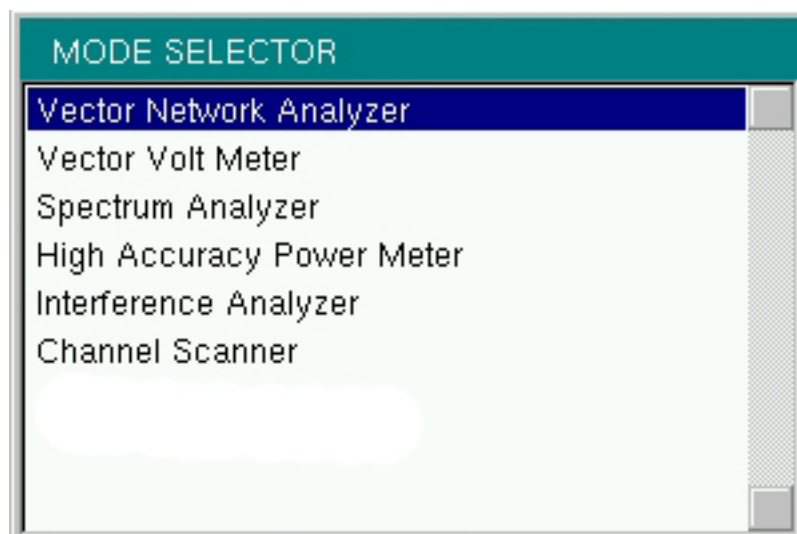 MODE SELECTOR
Vector Network Analyzer
Vector Volt Meter
Spectrum Analyzer
High Accuracy Power Meter
Interference Analyzer
Channel Scanner